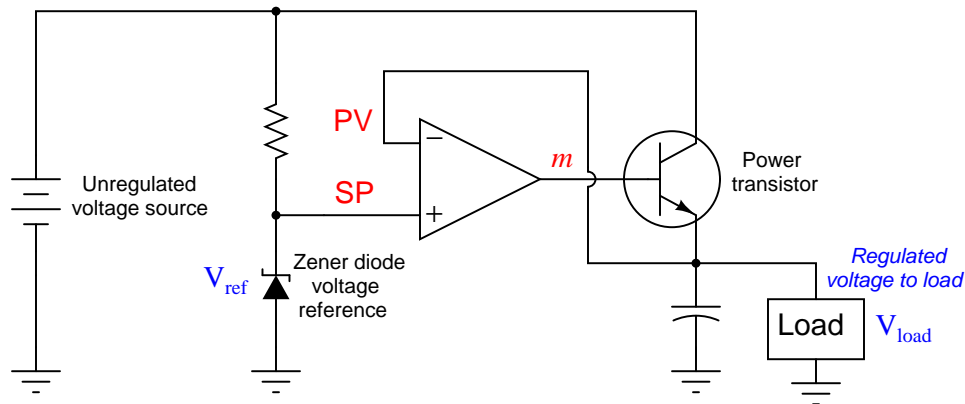 PV
−
m
Power
transistor
Unregulated
voltage source
SP
+
Vref
Zener diode
voltage
reference
Regulated
voltage to load
Load
Vload